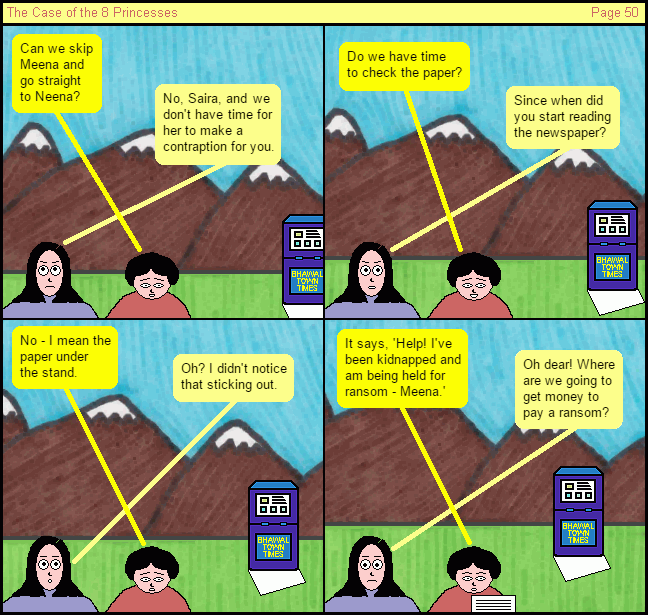 The Case of the 8 Princesses
Page 50
Can we skip
Meena and
go straight
to Neena?
No, Saira, and we
don't have time for
her to make a
contraption for you.
BHAWAL
TOWN
TIMES
Do we have time
to check the paper?
Since when did
you start reading
the newspaper?
BHAWAL
TOWN
TIMES
No - I mean the
paper under
the stand.
Oh? I didn't notice
that sticking out.
BHAWAL
TOWN
TIMES
It says, 'Help! I've
been kidnapped and
am being held for
ransom - Meena.'
Oh dear! Where
are we going to
get money to
pay a ransom?
BHAWAL
TOWN
TIMES